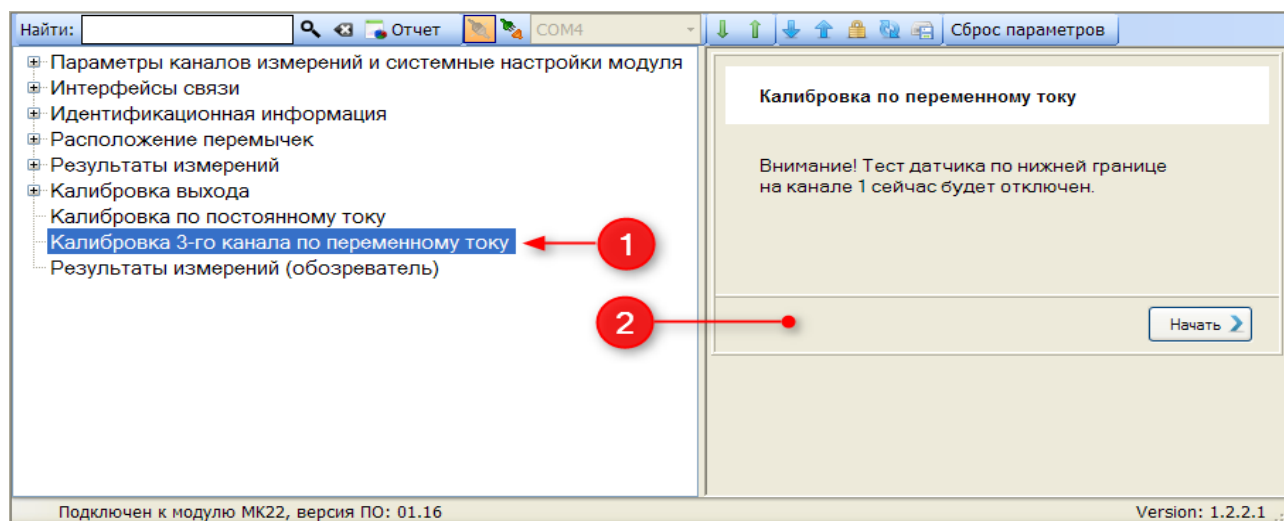 Найти: Отчет COM4 Сброс параметров
Параметры каналов измерений и системные настройки модуля
Интерфейсы связи
Идентификационная информация
Расположение перемычек
Результаты измерений
Калибровка выхода
Калибровка по постоянному току
Калибровка 3-го канала по переменному току
Результаты измерений (обозреватель)
1
2
Калибровка по переменному току
Внимание! Тест датчика по нижней границе
на канале 1 сейчас будет отключен.
Начать
Подключен к модулю МК22, версия ПО: 01.16
Version: 1.2.2.1